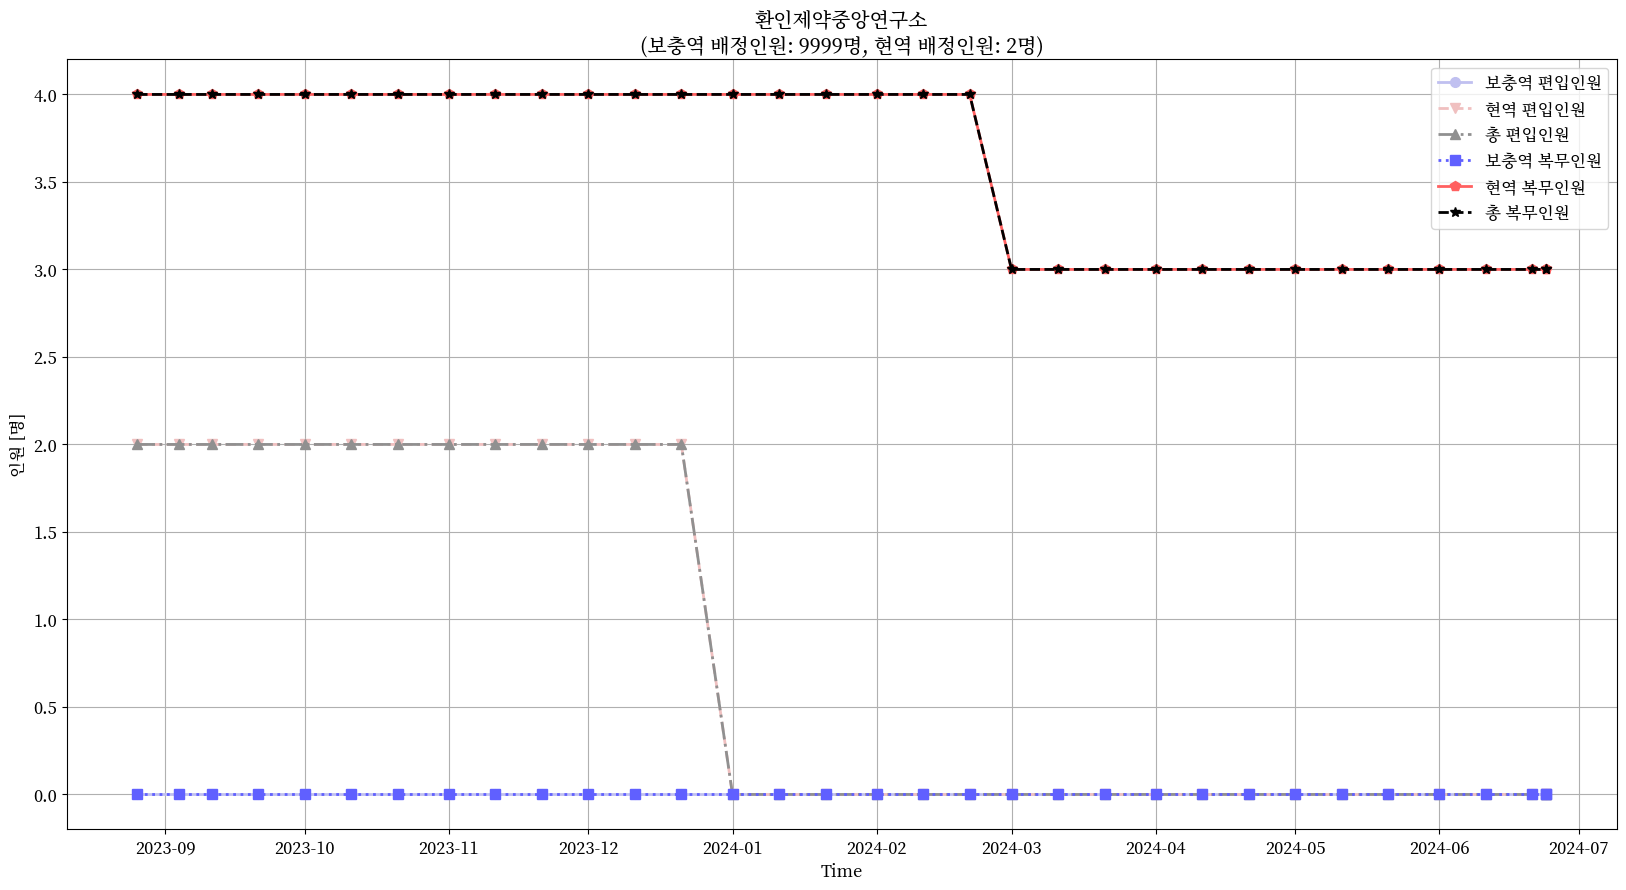 환인제약중앙연구소
(보충역 배정인원: 9999명, 현역 배정인원: 2명)
4.0
3.5
3.0
2.5
2.0
1.5
1.0
0.5
0.0
인원 [명]
보충역 편입인원
현역 편입인원
총 편입인원
보충역 복무인원
현역 복무인원
총 복무인원
2023-09
2023-10
2023-11
2023-12
2024-01
2024-02
2024-03
2024-04
2024-05
2024-06
2024-07
Time